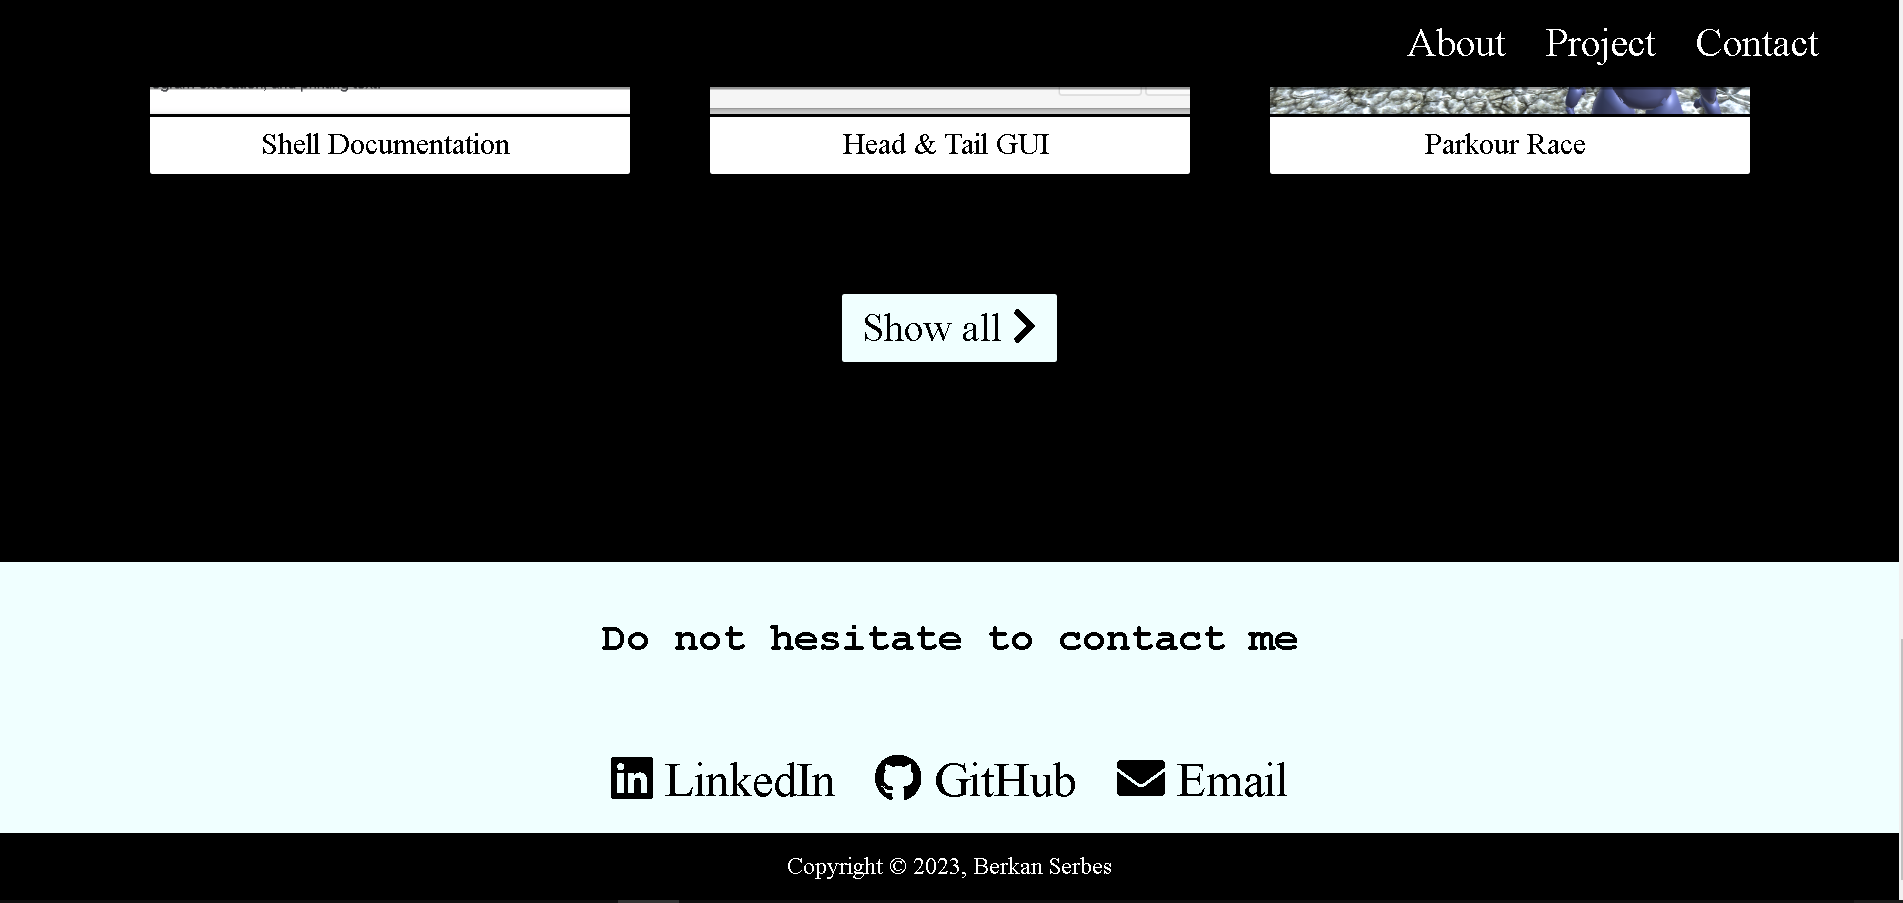 About Project Contact
Shell Documentation
Head & Tail GUI
Parkour Race
Show all
Do not hesitate to contact me
LinkedIn GitHub Email
Copyright © 2023, Berkan Serbes